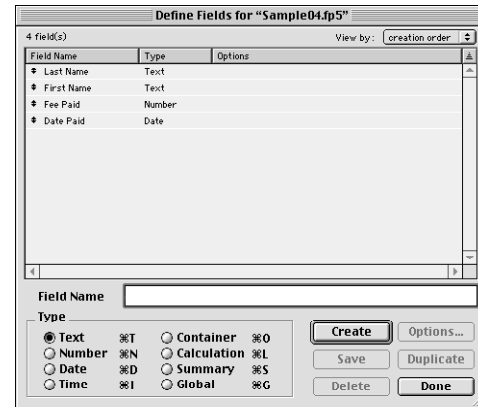 Define Fields for “Sample04.fp5”
4 field(s) View by: creation order
Field Name Type Options
Last Name Text
First Name Text
Fee Paid Number
Date Paid Date
Field Name
Type
Text ⌘T Container ⌘O
Number ⌘N Calculation ⌘L
Date ⌘D Summary ⌘S
Time ⌘I Global ⌘G
Create Options...
Save Duplicate
Delete Done